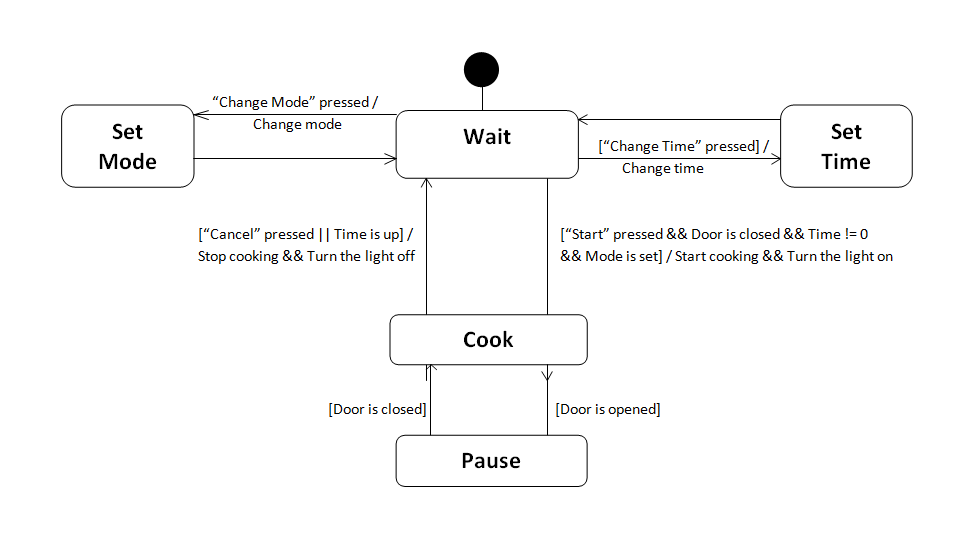 “Change Mode” pressed /
Change mode
Set
Mode
Wait
Set
Time
[“Change Time” pressed] /
Change time
[“Cancel” pressed || Time is up] /
Stop cooking && Turn the light off
[“Start” pressed && Door is closed && Time != 0
&& Mode is set] / Start cooking && Turn the light on
Cook
[Door is closed]
[Door is opened]
Pause